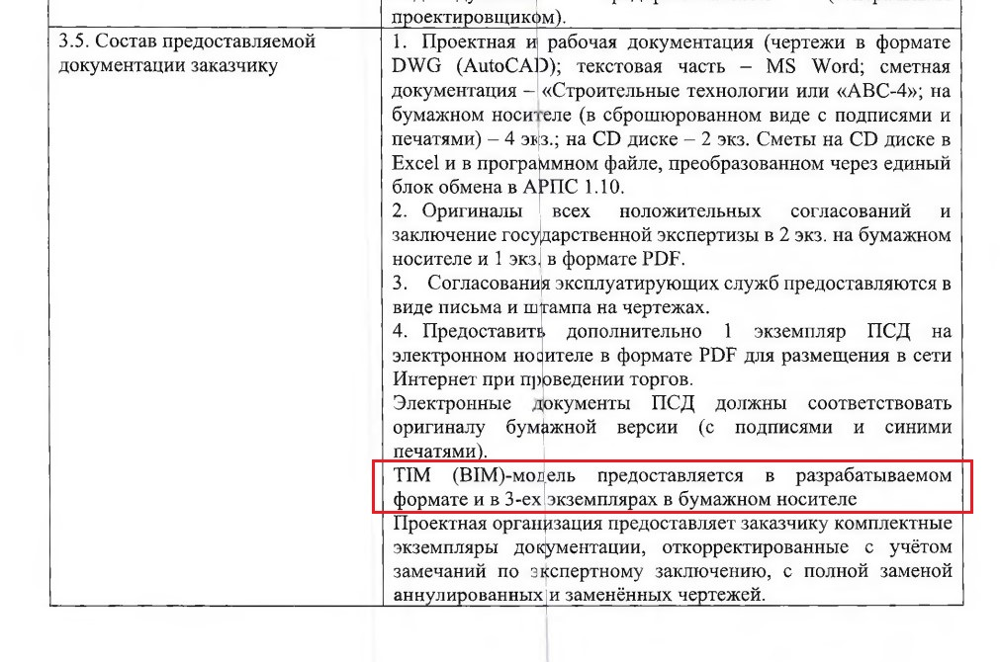 проектировщиком).
3.5. Состав предоставляемой
документации заказчику
1. Проектная и рабочая документация (чертежи в формате
DWG (AutoCAD); текстовая часть – MS Word; сметная
документация – «Строительные технологии или «АВС-4»; на
бумажном носителе (в сброшюрованном виде с подписями и
печатями) – 4 экз.; на CD диске – 2 экз. Сметы на CD диске в
Excel и в программном файле, преобразованном через единый
блок обмена в АРПС 1.10.
2. Оригиналы всех положительных согласований и
заключение государственной экспертизы в 2 экз. на бумажном
носителе и 1 экз. в формате PDF.
3. Согласования эксплуатирующих служб предоставляются в
виде письма и штампа на чертежах.
4. Предоставить дополнительно 1 экземпляр ПСД на
электронном носителе в формате PDF для размещения в сети
Интернет при проведении торгов.
Электронные документы ПСД должны соответствовать
оригиналу бумажной версии (с подписями и синими
печатями).
TIM (BIM)-модель предоставляется в разрабатываемом
формате и в 3-ех экземплярах в бумажном носителе
Проектная организация предоставляет заказчику комплектные
экземпляры документации, откорректированные с учётом
замечаний по экспертному заключению, с полной заменой
аннулированных и заменённых чертежей.